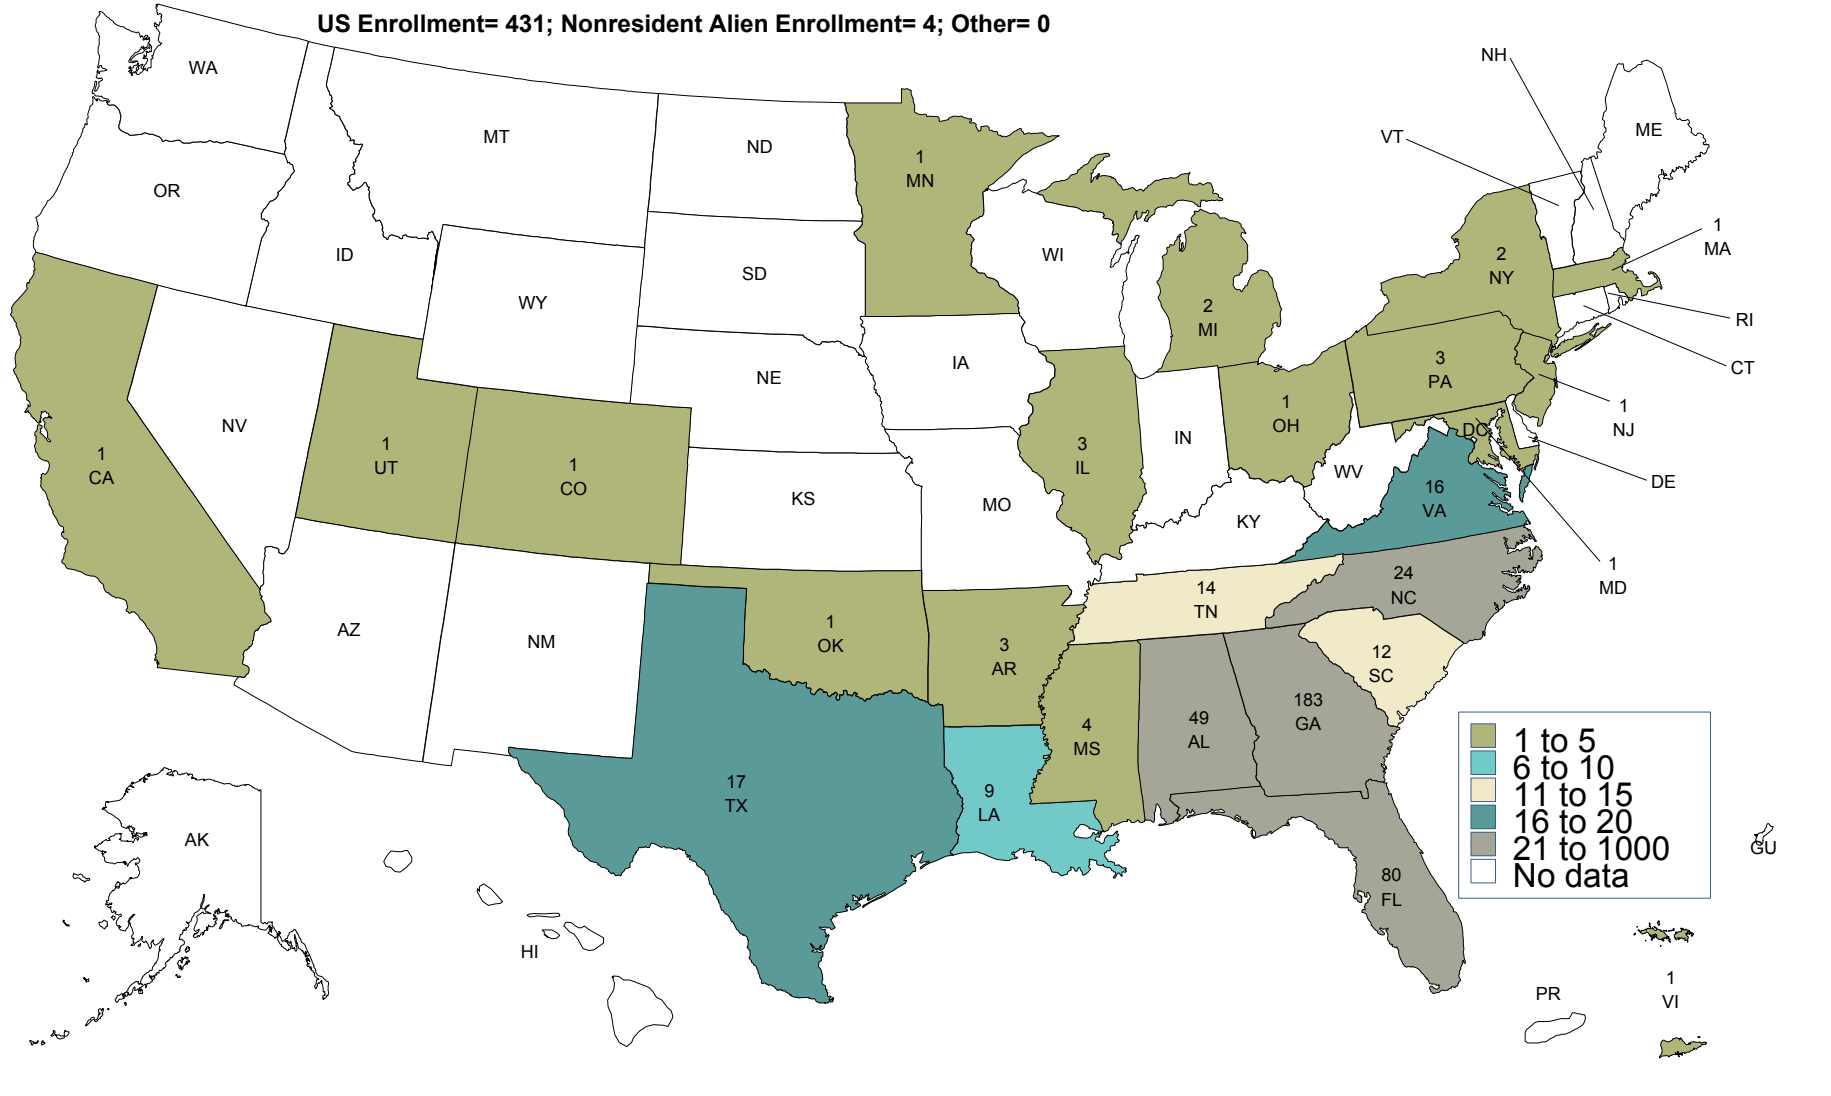 US Enrollment= 431; Nonresident Alien Enrollment= 4; Other= 0
NH
WA
ME
MT
VT
ND
1
MN
OR
1
MA
ID
WI
2
NY
SD
WY
2
MI
RI
IA
3
PA
CT
NE
1
OH
1
NJ
NV
DC
IN
1
CA
1
UT
3
IL
1
CO
WV
DE
KS
MO
16
VA
KY
1
MD
24
NC
14
TN
AZ
NM
1
OK
3
AR
12
SC
183
GA
49
AL
4
MS
1 to 5
6 to 10
11 to 15
16 to 20
21 to 1000
No data
17
TX
9
LA
AK
GU
80
FL
HI
1
VI
PR